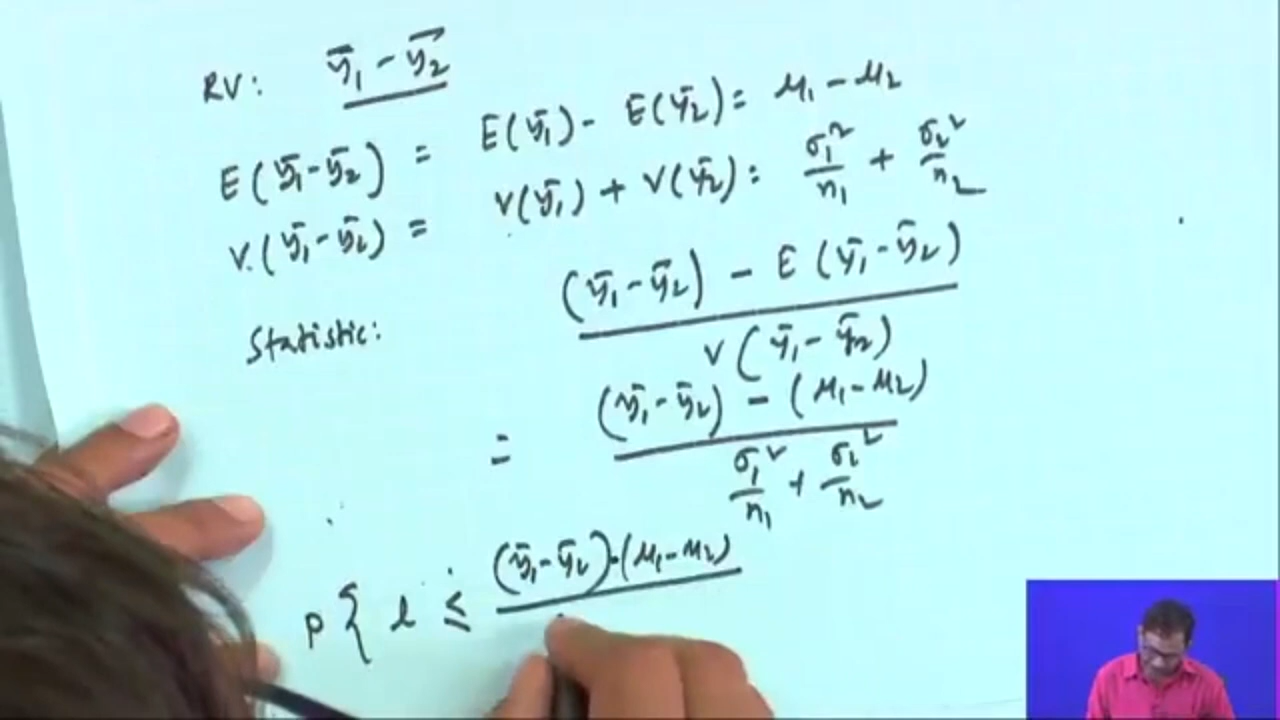 RV: ȳ₁ - ȳ₂
E(ȳ₁-ȳ₂) = E(ȳ₁) - E(ȳ₂) = μ₁ - μ₂
V.(ȳ₁-ȳ₂) = V(ȳ₁) + V(ȳ₂) = σ₁²/n₁ + σ₂²/n₂
Statistic: (ȳ₁-ȳ₂) - E(ȳ₁-ȳ₂) / V(ȳ₁-ȳ₂)
= (ȳ₁-ȳ₂) - (μ₁-μ₂) / σ₁²/n₁ + σ₂²/n₂
P{ l ≤ (ȳ₁-ȳ₂)-(μ₁-μ₂)